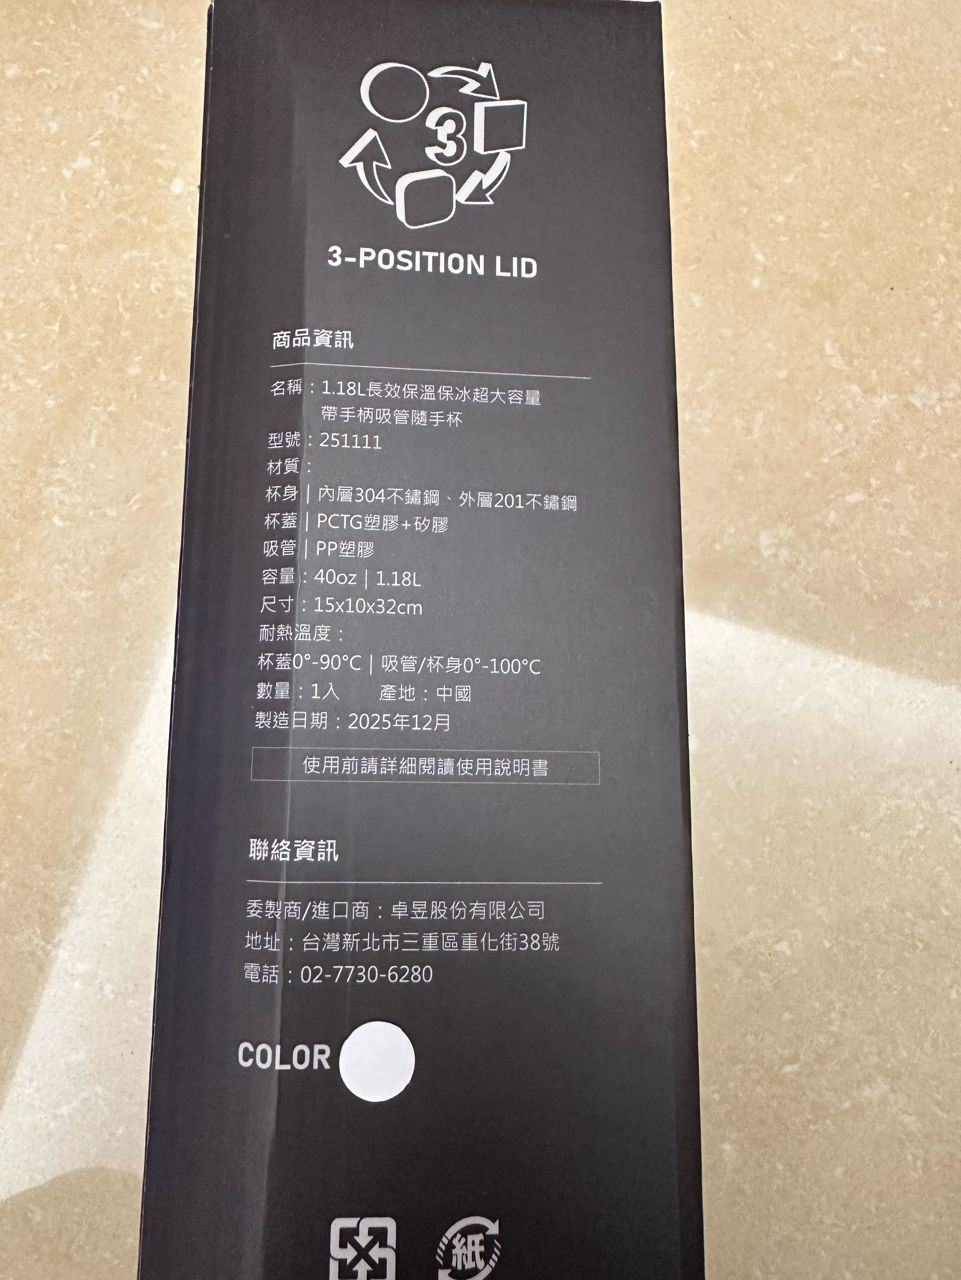 3
3-POSITION LID
商品資訊
名稱：1.18L長效保溫保冰超大容量
帶手柄吸管隨手杯
型號：251111
材質：
杯身｜內層304不鏽鋼、外層201不鏽鋼
杯蓋｜PCTG塑膠+矽膠
吸管｜PP塑膠
容量：40oz｜1.18L
尺寸：15x10x32cm
耐熱溫度：
杯蓋0°-90°C｜吸管/杯身0°-100°C
數量：1入　產地：中國
製造日期：2025年12月
使用前請詳細閱讀使用說明書
聯絡資訊
委製商/進口商：卓昱股份有限公司
地址：台灣新北市三重區重化街38號
電話：02-7730-6280
COLOR
紙